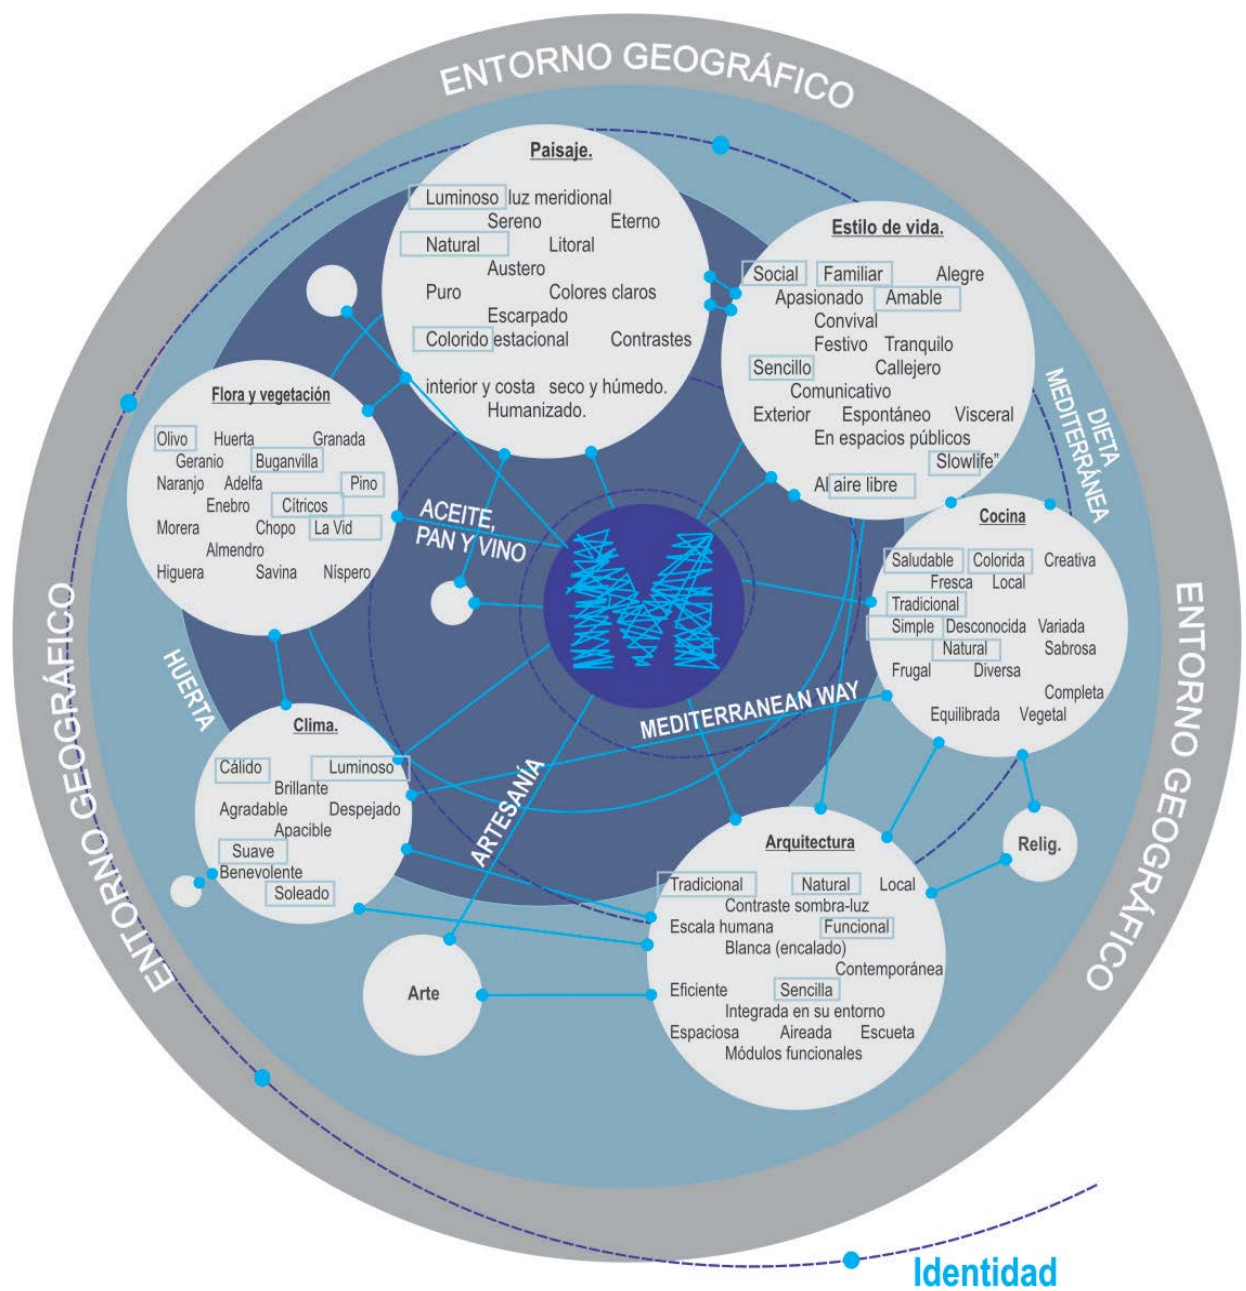 ENTORNO GEOGRÁFICO
Paisaje.
Luminoso luz meridional
Sereno Eterno
Natural Litoral
Austero
Puro Colores claros
Escarpado
Colorido estacional Contrastes
interior y costa seco y húmedo.
Humanizado.
Estilo de vida.
Social Familiar Alegre
Apasionado Amable
Convival
Festivo Tranquilo
Sencillo Callejero
Comunicativo
Exterior Espontáneo Visceral
En espacios públicos
Slowlife”
Al aire libre
DIETA
MEDITERRÁNEA
Flora y vegetación
Olivo Huerta Granada
Geranio Buganvilla
Naranjo Adelfa Pino
Enebro Cítricos
Morera Chopo La Vid
Almendro
Higuera Savina Níspero
ACEITE,
PAN Y VINO
M
Cocina
Saludable Colorida Creativa
Fresca Local
Tradicional
Simple Desconocida Variada
Natural Sabrosa
Frugal Diversa
Completa
Equilibrada Vegetal
ENTORNO GEOGRÁFICO
ENTORNO GEOGRÁFICO
HUERTA
MEDITERRANEAN WAY
ARTESANÍA
Clima.
Cálido Luminoso
Brillante
Agradable Despejado
Apacible
Suave
Benevolente
Soleado
Relig.
Arquitectura
Tradicional Natural Local
Contraste sombra-luz
Escala humana Funcional
Blanca (encalado)
Contemporánea
Eficiente Sencilla
Integrada en su entorno
Espaciosa Aireada Escueta
Módulos funcionales
Arte
Identidad